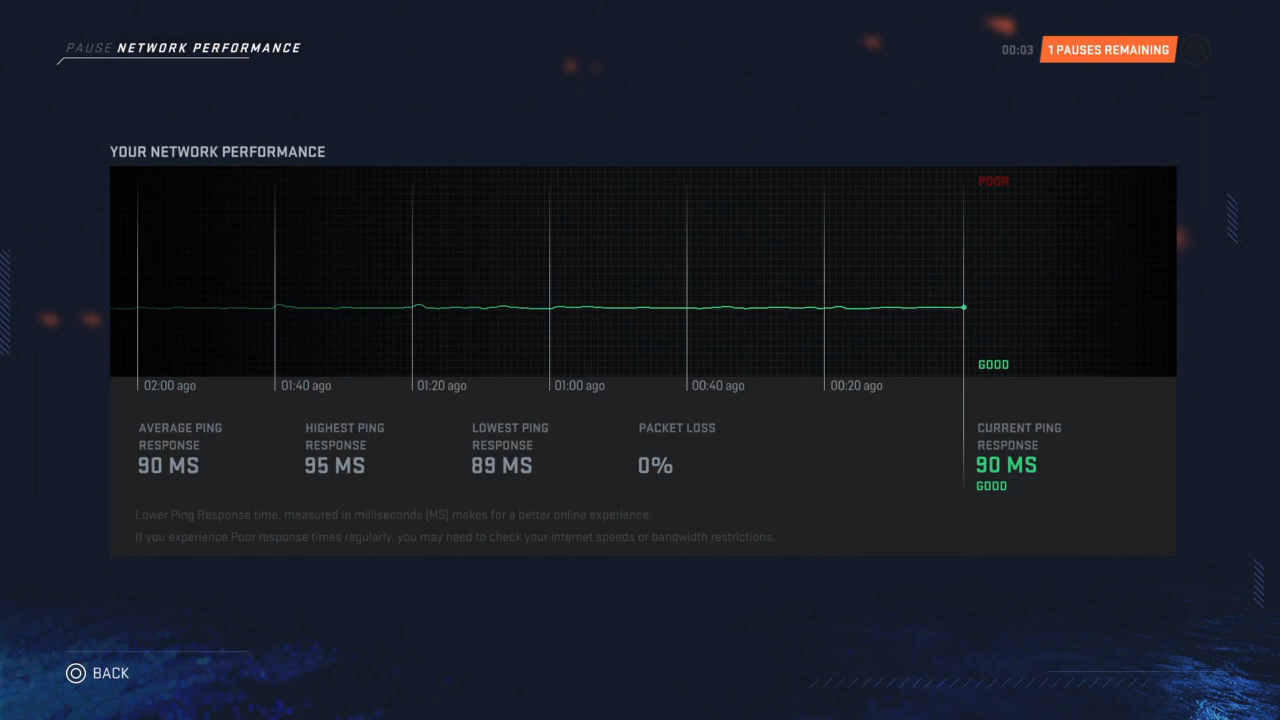 PAUSE NETWORK PERFORMANCE
00:03 1 PAUSES REMAINING
YOUR NETWORK PERFORMANCE
POOR
GOOD
02:00 ago 01:40 ago 01:20 ago 01:00 ago 00:40 ago 00:20 ago
AVERAGE PING
RESPONSE
90 MS
HIGHEST PING
RESPONSE
95 MS
LOWEST PING
RESPONSE
89 MS
PACKET LOSS
0%
CURRENT PING
RESPONSE
90 MS
GOOD
Lower Ping Response time, measured in milliseconds [MS] makes for a better online experience.
If you experience Poor response times regularly, you may need to check your internet speeds or bandwidth restrictions.
BACK